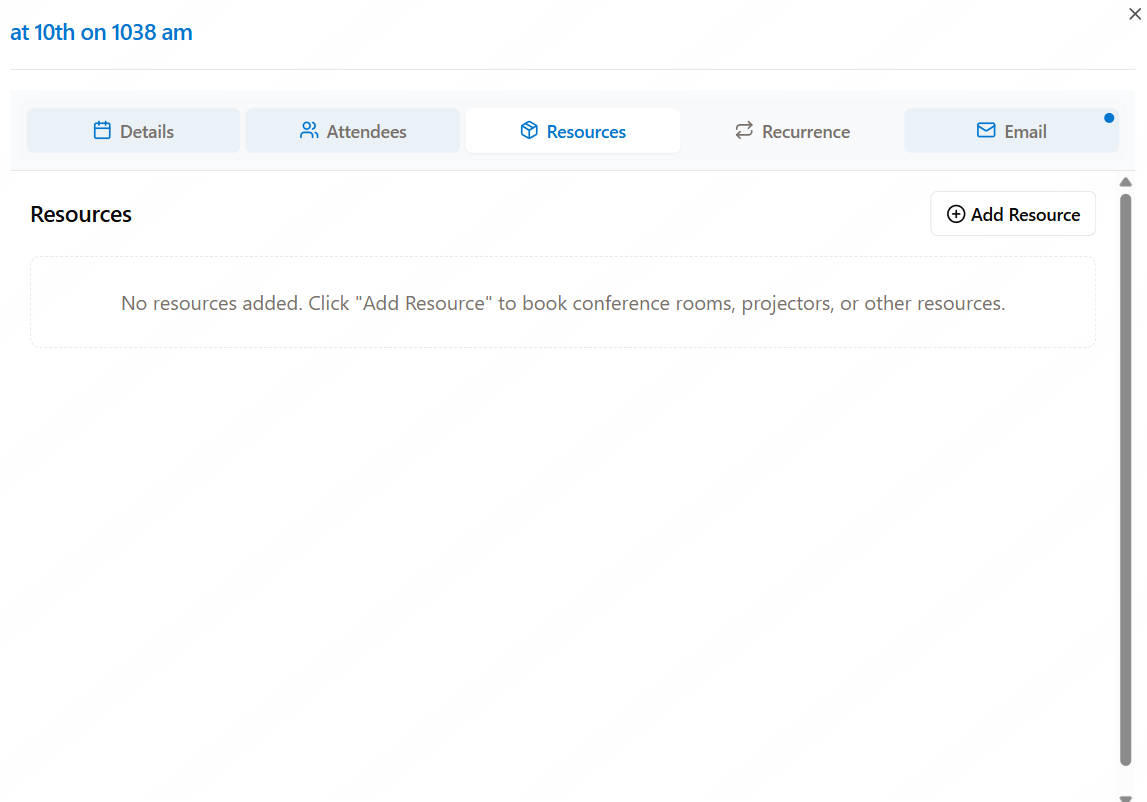 at 10th on 1038 am
Details
Attendees
Resources
Recurrence
Email
Resources
Add Resource
No resources added. Click "Add Resource" to book conference rooms, projectors, or other resources.